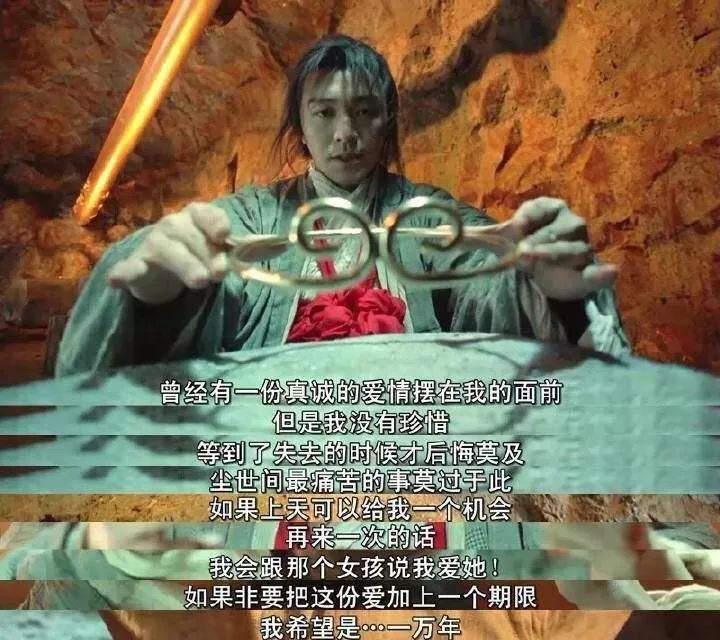 曾经有一份真诚的爱情摆在我的面前
但是我没有珍惜
等到了失去的时候才后悔莫及
尘世间最痛苦的事莫过于此
如果上天可以给我一个机会
再来一次的话
我会跟那个女孩说我爱她！
如果非要把这份爱加上一个期限
我希望是…一万年